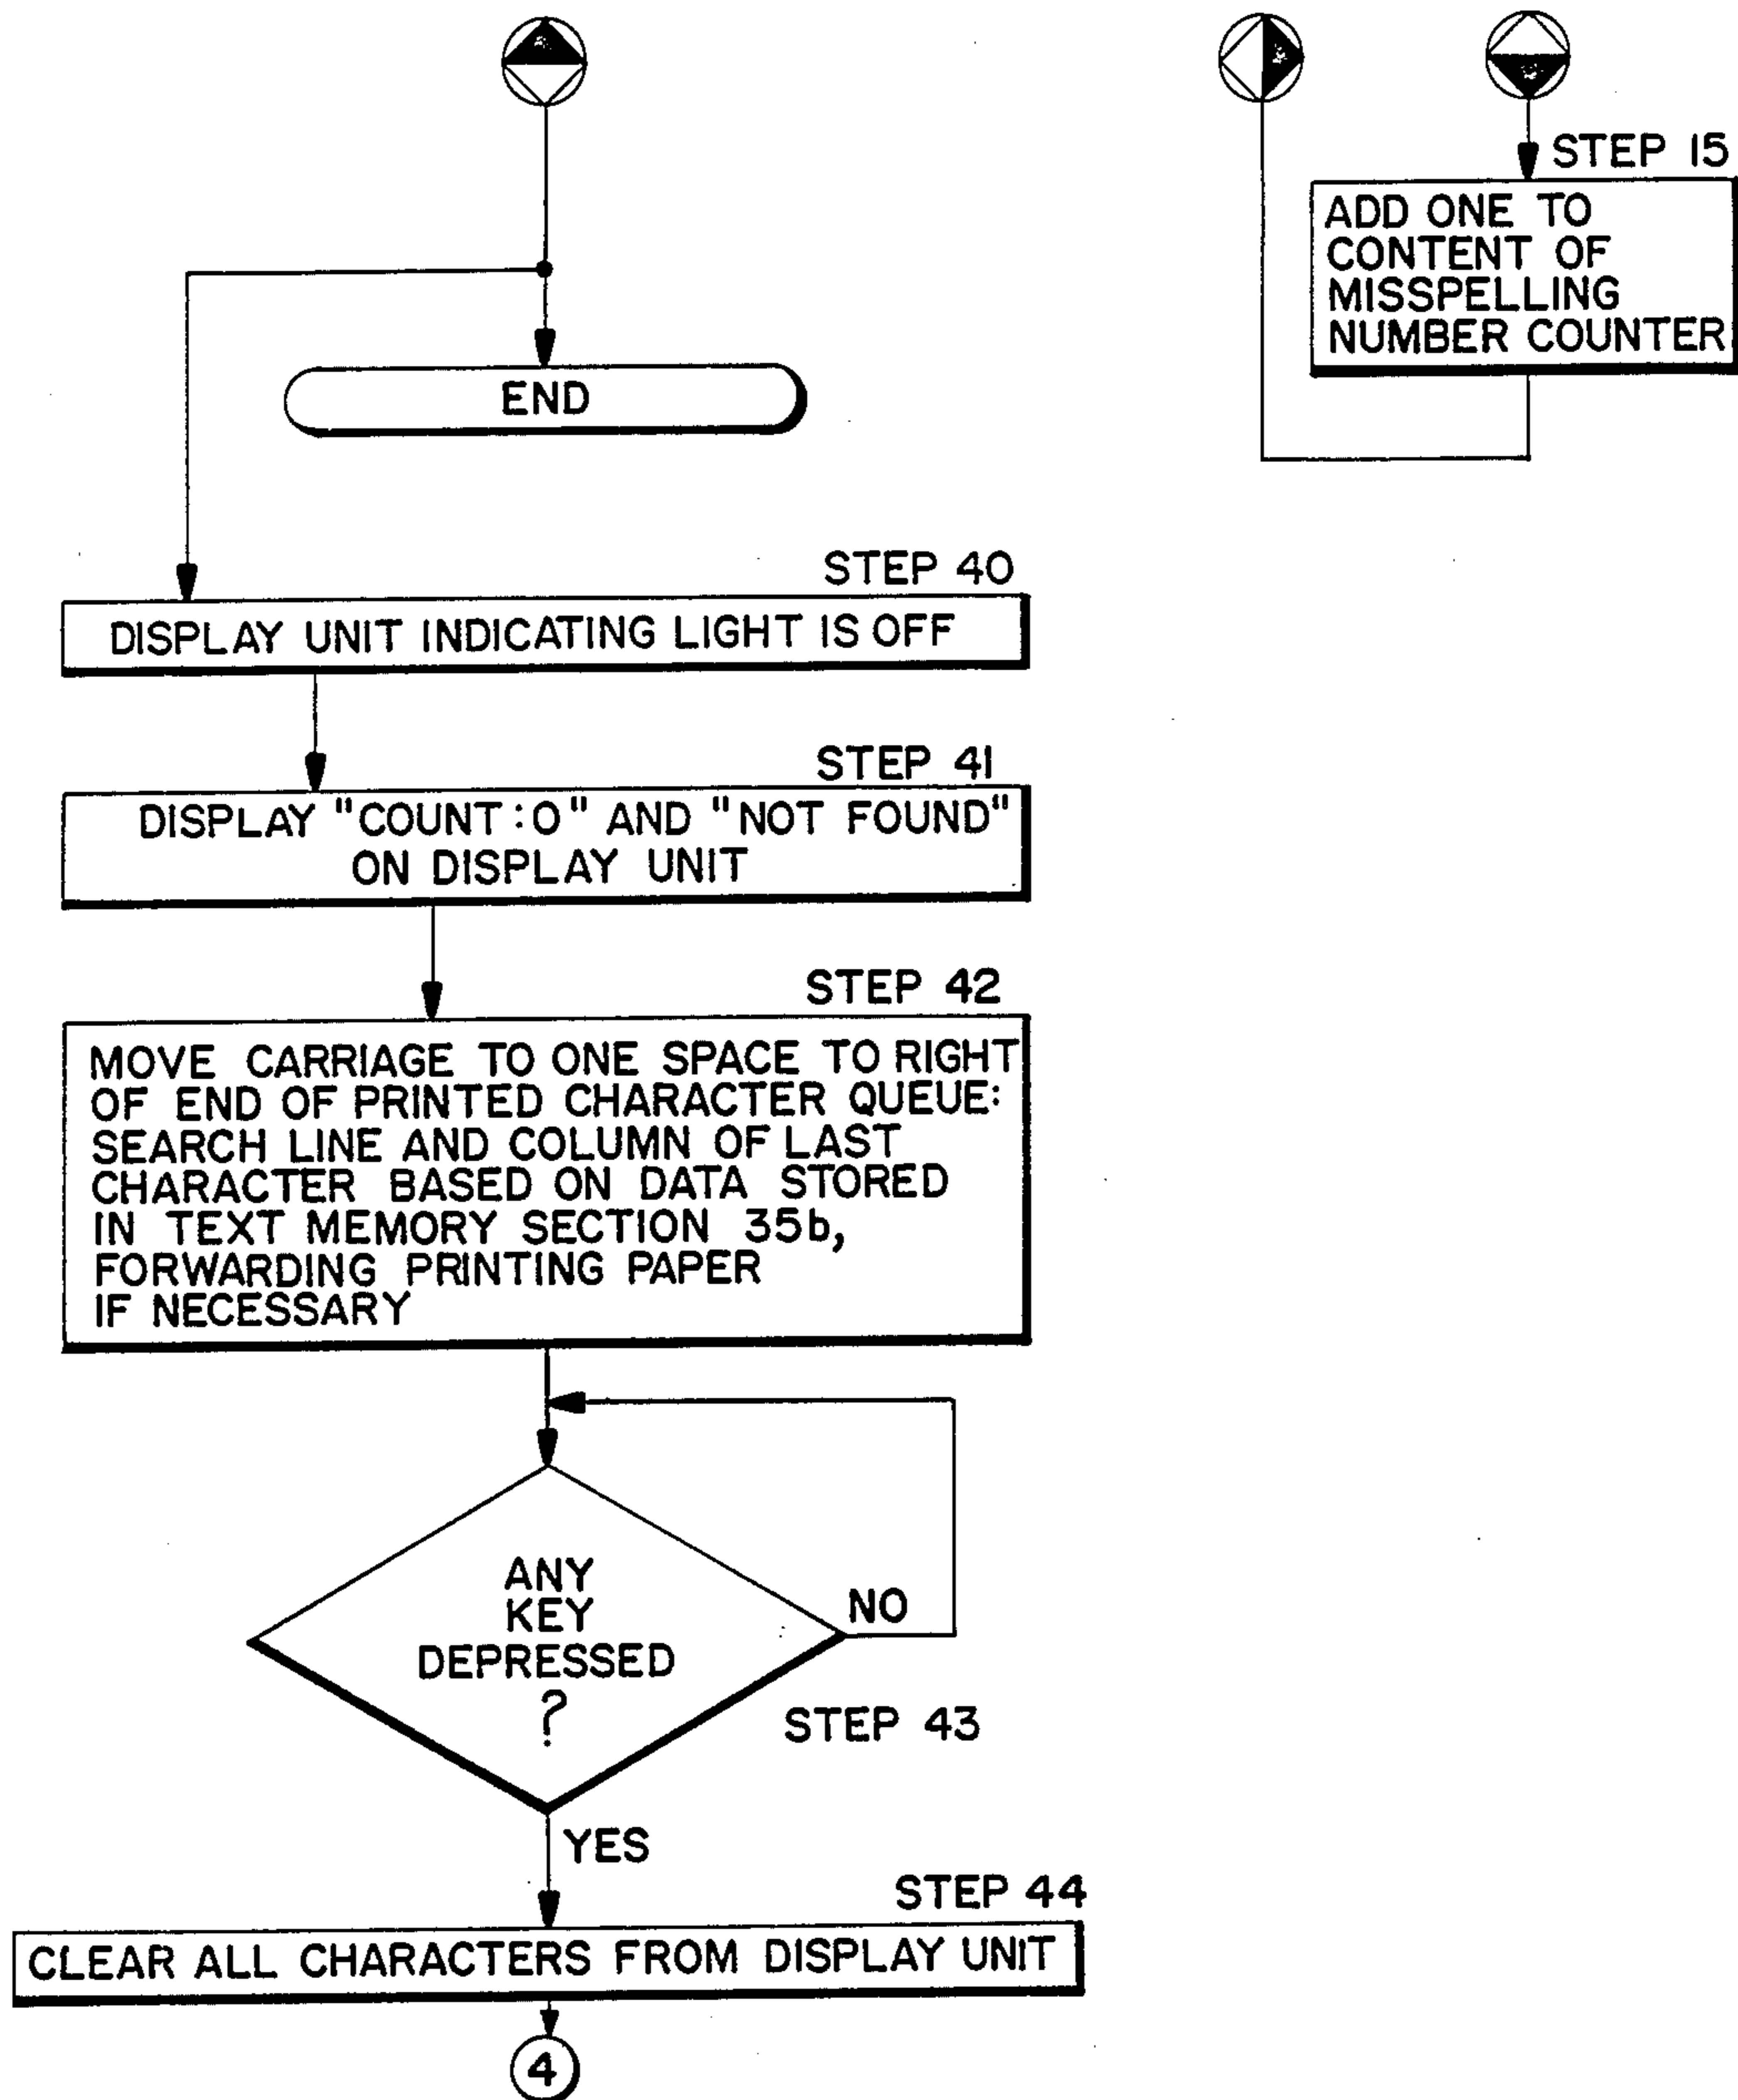 STEP 15
ADD ONE TO
CONTENT OF
MISSPELLING
NUMBER COUNTER
END
STEP 40
DISPLAY UNIT INDICATING LIGHT IS OFF
STEP 41
DISPLAY "COUNT:0" AND "NOT FOUND"
ON DISPLAY UNIT
STEP 42
MOVE CARRIAGE TO ONE SPACE TO RIGHT
OF END OF PRINTED CHARACTER QUEUE:
SEARCH LINE AND COLUMN OF LAST
CHARACTER BASED ON DATA STORED
IN TEXT MEMORY SECTION 35b,
FORWARDING PRINTING PAPER
IF NECESSARY
ANY
KEY
DEPRESSED
?
NO
STEP 43
YES
STEP 44
CLEAR ALL CHARACTERS FROM DISPLAY UNIT
4